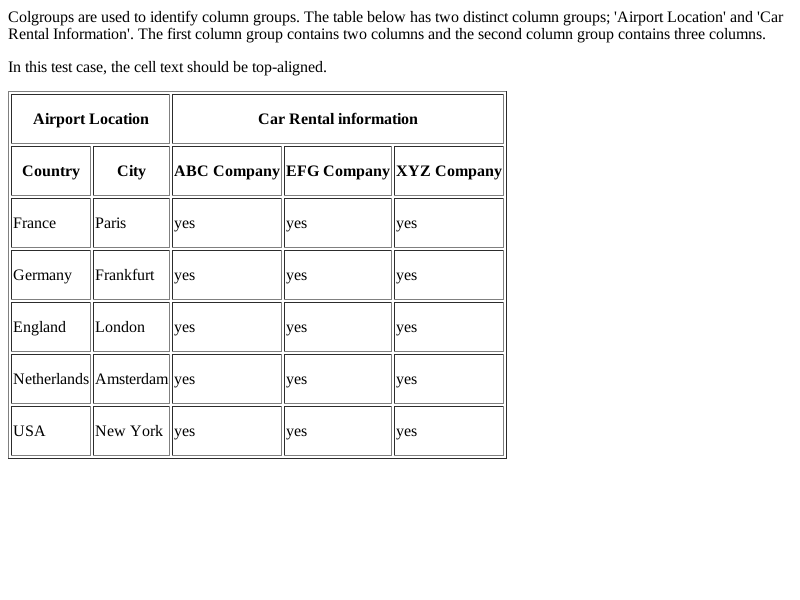 Colgroups are used to identify column groups. The table below has two distinct column groups; 'Airport Location' and 'Car
Rental Information'. The first column group contains two columns and the second column group contains three columns.
In this test case, the cell text should be top-aligned.
Airport Location Car Rental information
Country City ABC Company EFG Company XYZ Company
France Paris yes yes yes
Germany Frankfurt yes yes yes
England London yes yes yes
Netherlands Amsterdam yes yes yes
USA New York yes yes yes